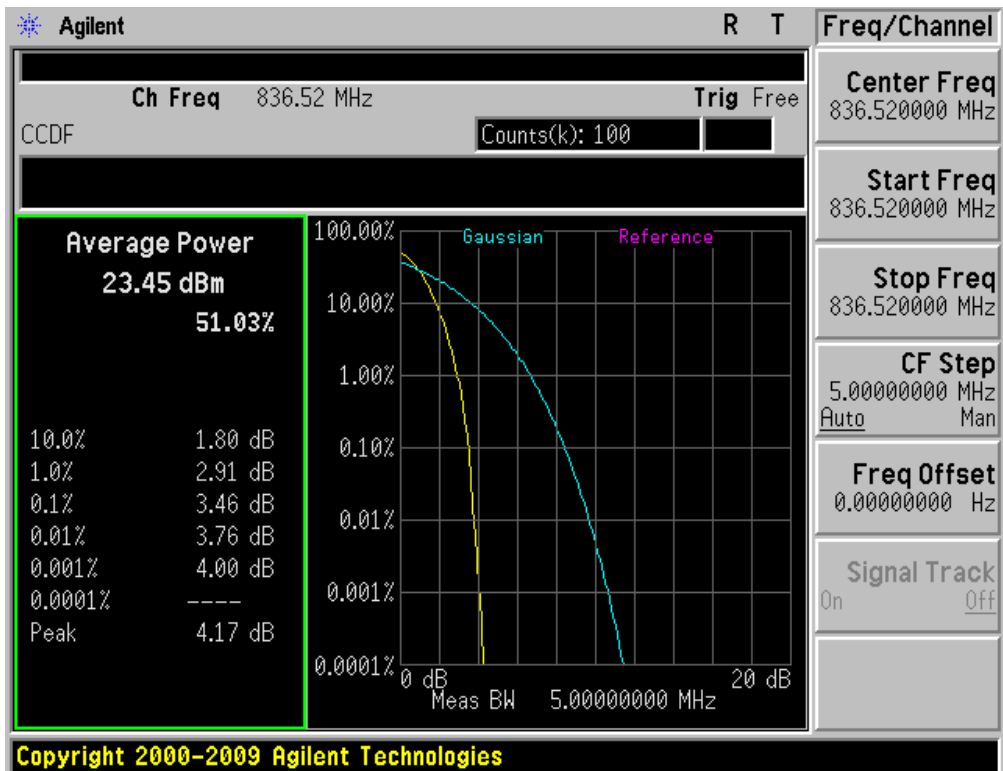 Agilent R T
Ch Freq 836.52 MHz Trig Free
CCDF Counts(k): 100
Average Power
23.45 dBm
51.03%
10.0% 1.80 dB
1.0% 2.91 dB
0.1% 3.46 dB
0.01% 3.76 dB
0.001% 4.00 dB
0.0001% ----
Peak 4.17 dB
Gaussian Reference
100.00%
10.00%
1.00%
0.10%
0.01%
0.001%
0.0001%
0 dB 20 dB
Meas BW 5.00000000 MHz
Freq/Channel
Center Freq
836.520000 MHz
Start Freq
836.520000 MHz
Stop Freq
836.520000 MHz
CF Step
5.00000000 MHz
Auto Man
Freq Offset
0.00000000 Hz
Signal Track
On Off
Copyright 2000-2009 Agilent Technologies